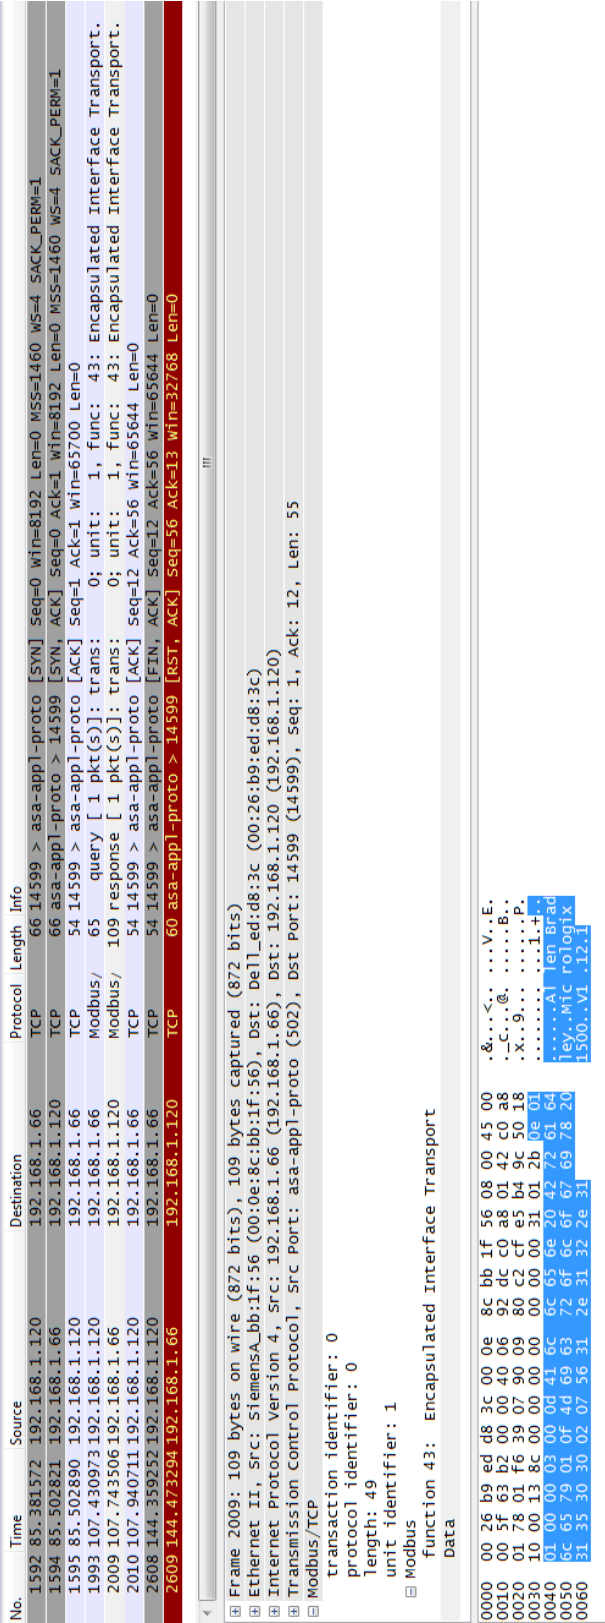 No. Time Source Destination Protocol Length Info
1592 85.381572 192.168.1.120 192.168.1.66 TCP 66 14599 > asa-appl-proto [SYN] Seq=0 Win=8192 Len=0 MSS=1460 WS=4 SACK_PERM=1
1594 85.502821 192.168.1.66 192.168.1.120 TCP 66 asa-appl-proto > 14599 [SYN, ACK] Seq=0 Ack=1 Win=8192 Len=0 MSS=1460 WS=4 SACK_PERM=1
1595 85.502890 192.168.1.120 192.168.1.66 TCP 54 14599 > asa-appl-proto [ACK] Seq=1 Ack=1 Win=65700 Len=0
1993 107.430973 192.168.1.120 192.168.1.66 Modbus/ 65 query [ 1 pkt(s)]: trans: 0; unit: 1, func: 43: Encapsulated Interface Transport.
2009 107.743506 192.168.1.66 192.168.1.120 Modbus/ 109 response [ 1 pkt(s)]: trans: 0; unit: 1, func: 43: Encapsulated Interface Transport.
2010 107.940711 192.168.1.120 192.168.1.66 TCP 54 14599 > asa-appl-proto [ACK] Seq=12 Ack=56 Win=65644 Len=0
2608 144.359252 192.168.1.120 192.168.1.66 TCP 54 14599 > asa-appl-proto [FIN, ACK] Seq=12 Ack=56 Win=65644 Len=0
2609 144.473294 192.168.1.66 192.168.1.120 TCP 60 asa-appl-proto > 14599 [RST, ACK] Seq=56 Ack=13 Win=32768 Len=0
Frame 2009: 109 bytes on wire (872 bits), 109 bytes captured (872 bits)
Ethernet II, Src: SiemensA_bb:1f:56 (00:0e:8c:bb:1f:56), Dst: Dell_ed:d8:3c (00:26:b9:ed:d8:3c)
Internet Protocol Version 4, Src: 192.168.1.66 (192.168.1.66), Dst: 192.168.1.120 (192.168.1.120)
Transmission Control Protocol, Src Port: asa-appl-proto (502), Dst Port: 14599 (14599), Seq: 1, Ack: 12, Len: 55
Modbus/TCP
transaction identifier: 0
protocol identifier: 0
length: 49
unit identifier: 1
Modbus
function 43: Encapsulated Interface Transport
Data
0000 00 26 b9 ed d8 3c 00 0e 8c bb 1f 56 08 00 45 00 .&...<.. ...V..E.
0010 00 5f 63 b2 00 00 40 06 92 dc c0 a8 01 42 c0 a8 ._c...@. .....B..
0020 01 78 01 f6 39 07 90 09 80 c2 cf e5 b4 9c 50 18 .x..9... ......P.
0030 10 00 13 8c 00 00 00 00 00 00 00 31 01 2b 0e 01 ........ ...1.+..
0040 01 00 00 03 00 0d 41 6c 6c 65 6e 20 42 72 61 64 ......Al len Brad
0050 6c 65 79 01 0f 4d 69 63 72 6f 6c 6f 67 69 78 20 ley..Mic rologix
0060 31 35 30 30 02 07 56 31 2e 31 32 2e 31 1500..V1 .12.1